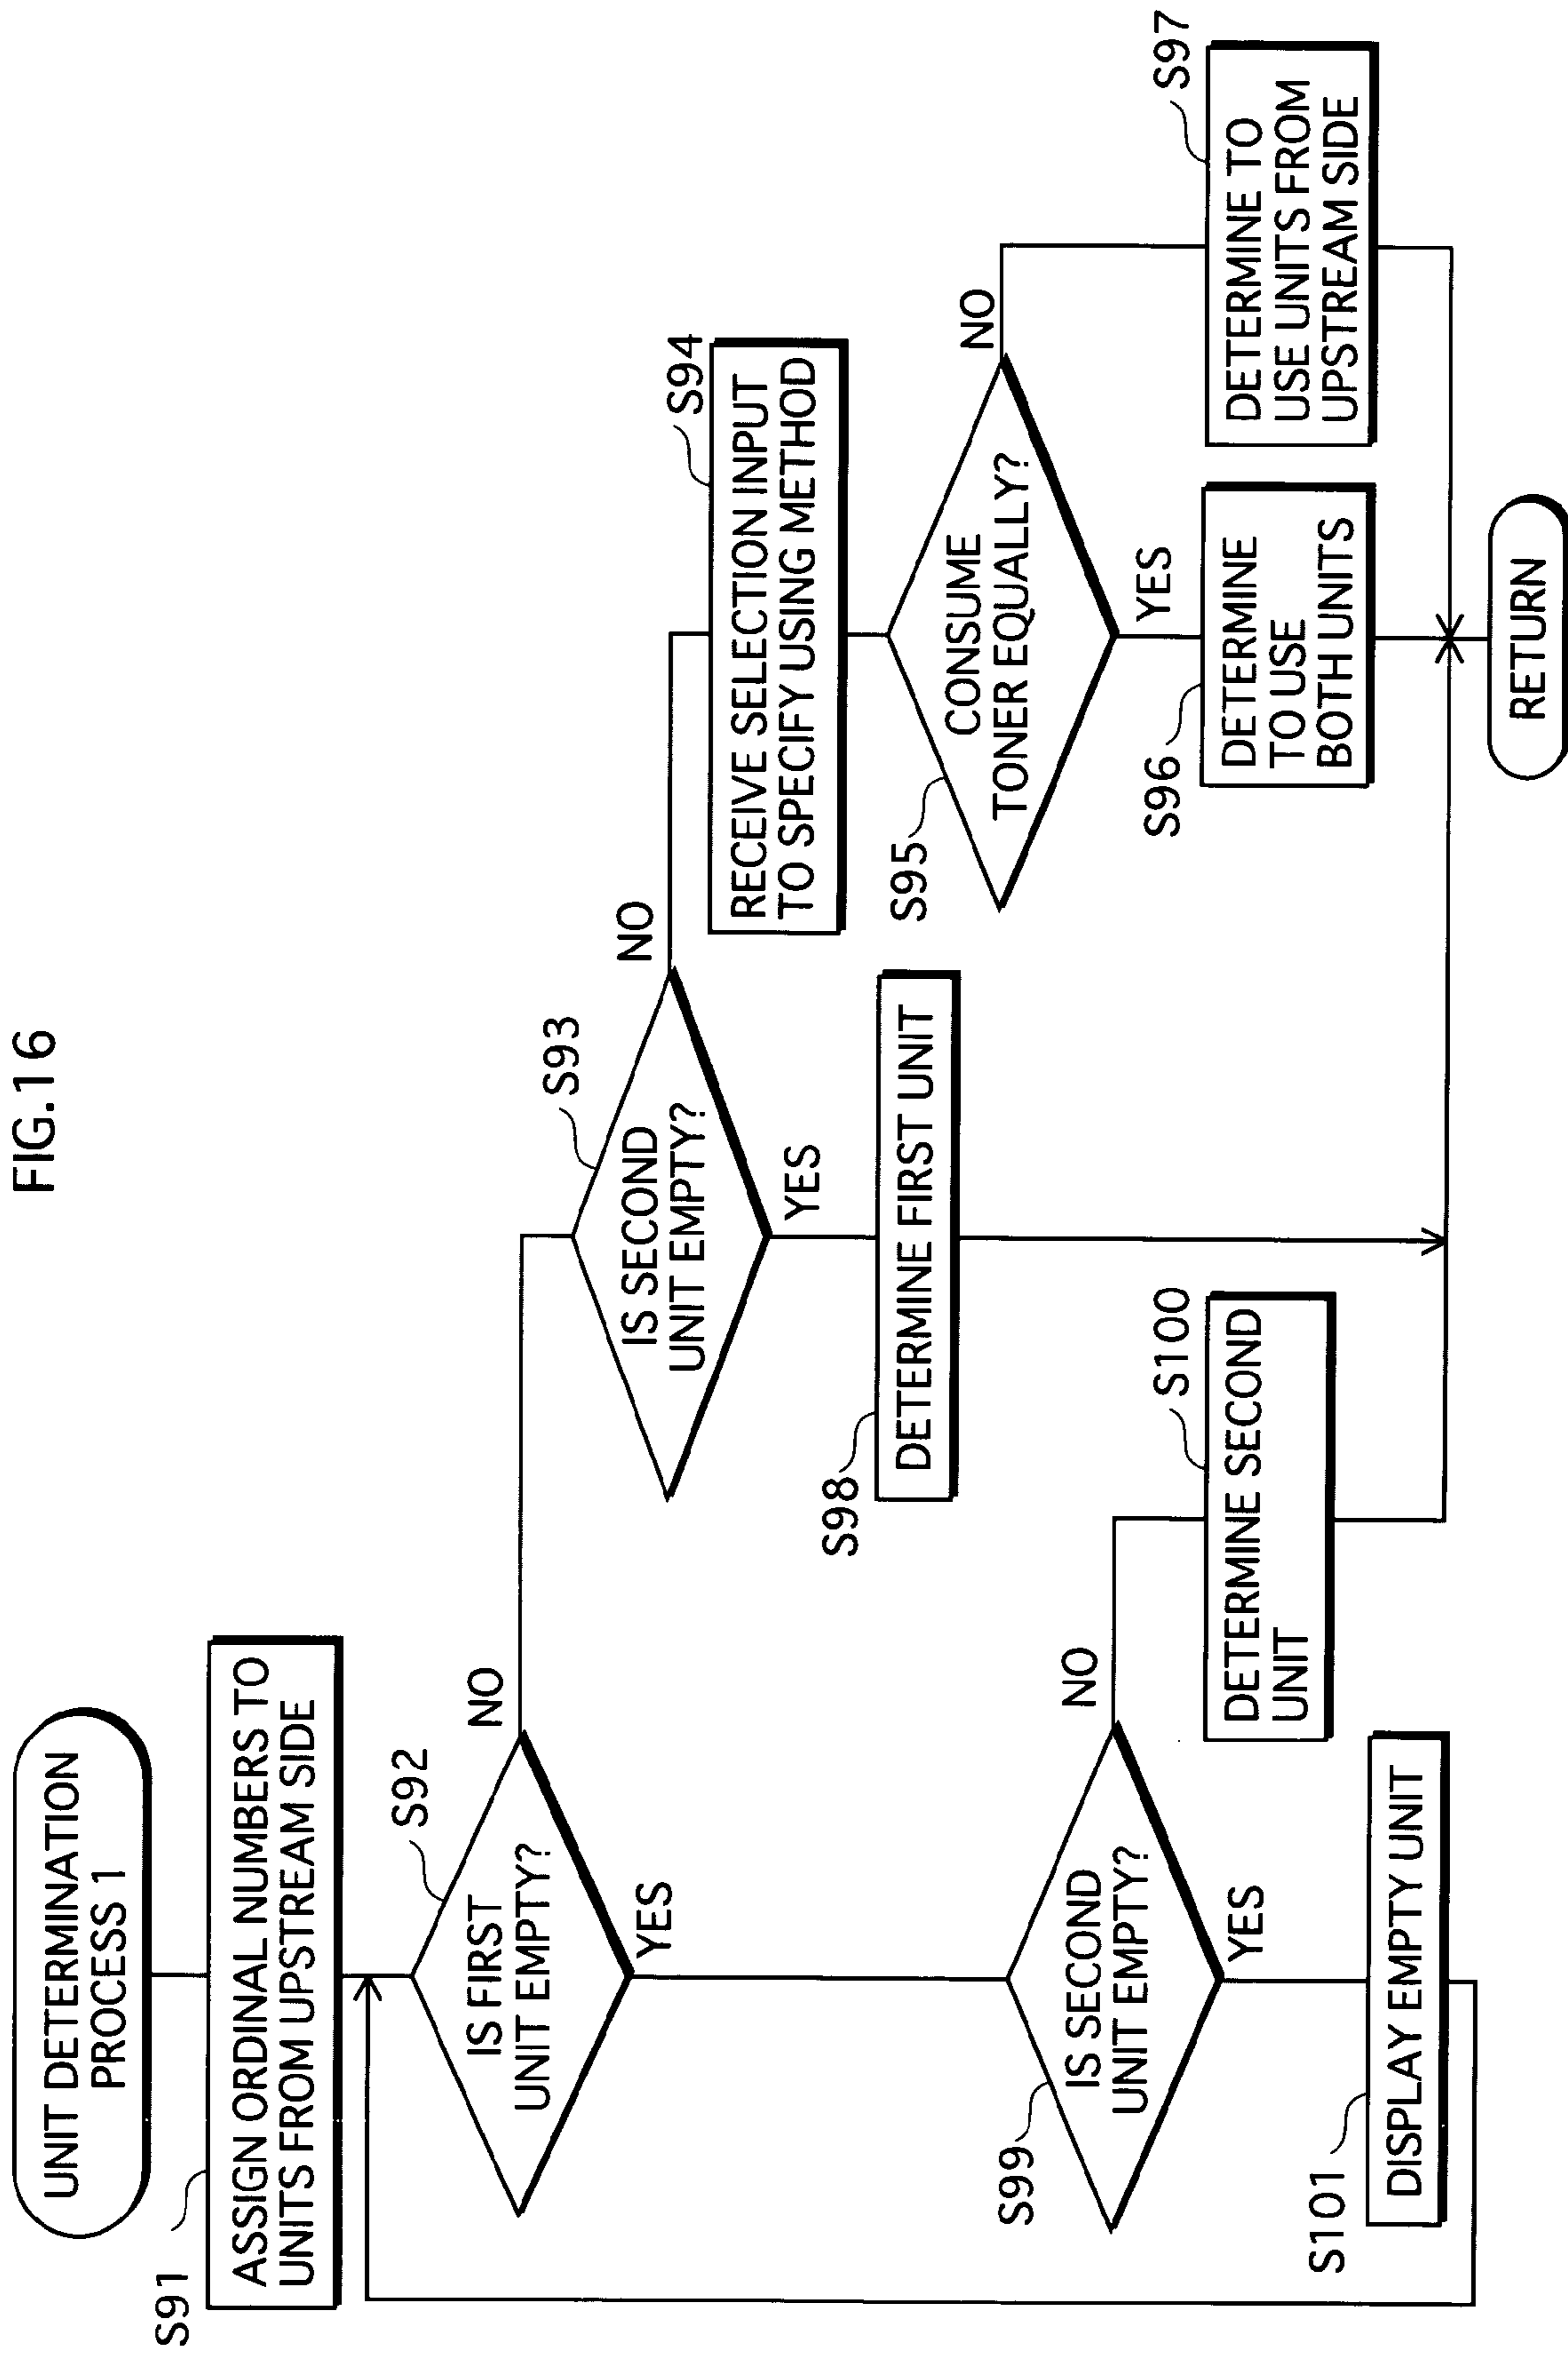 FIG.16
UNIT DETERMINATION
PROCESS 1
S91
ASSIGN ORDINAL NUMBERS TO
UNITS FROM UPSTREAM SIDE
S92
IS FIRST
UNIT EMPTY?
NO
YES
S93
IS SECOND
UNIT EMPTY?
NO
YES
S94
RECEIVE SELECTION INPUT
TO SPECIFY USING METHOD
S95
CONSUME
TONER EQUALLY?
NO
YES
S96
DETERMINE
TO USE
BOTH UNITS
S97
DETERMINE TO
USE UNITS FROM
UPSTREAM SIDE
S98
DETERMINE FIRST UNIT
S99
IS SECOND
UNIT EMPTY?
NO
YES
S100
DETERMINE SECOND
UNIT
S101
DISPLAY EMPTY UNIT
RETURN